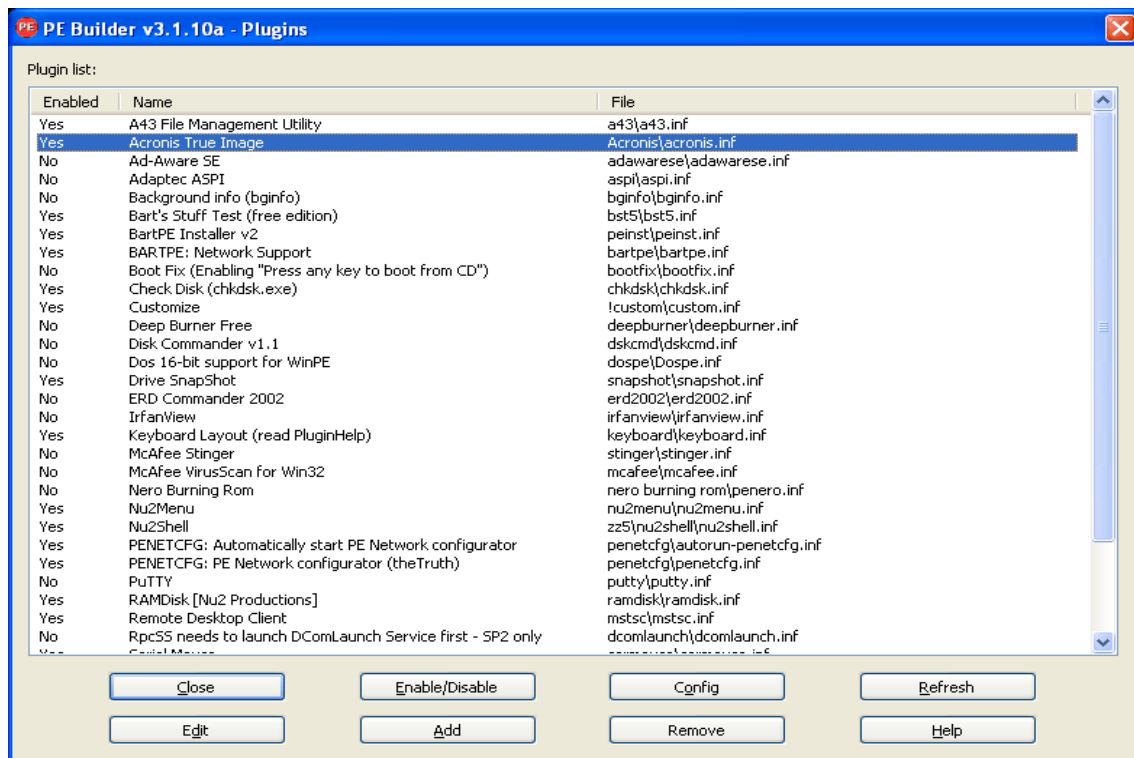 PE Builder v3.1.10a - Plugins
Plugin list:
Enabled Name File
Yes A43 File Management Utility a43\a43.inf
Yes Acronis True Image Acronis\acronis.inf
No Ad-Aware SE adawarese\adawarese.inf
No Adaptec ASPI aspi\aspi.inf
No Background info (bginfo) bginfo\bginfo.inf
Yes Bart's Stuff Test (free edition) bst5\bst5.inf
Yes BartPE Installer v2 peinst\peinst.inf
Yes BARTPE: Network Support bartpe\bartpe.inf
No Boot Fix (Enabling "Press any key to boot from CD") bootfix\bootfix.inf
Yes Check Disk (chkdsk.exe) chkdsk\chkdsk.inf
Yes Customize !custom\custom.inf
No Deep Burner Free deepburner\deepburner.inf
No Disk Commander v1.1 dskcmd\dskcmd.inf
No Dos 16-bit support for WinPE dospe\Dospe.inf
Yes Drive SnapShot snapshot\snapshot.inf
No ERD Commander 2002 erd2002\erd2002.inf
No IrfanView irfanview\irfanview.inf
Yes Keyboard Layout (read PluginHelp) keyboard\keyboard.inf
No McAfee Stinger stinger\stinger.inf
No McAfee VirusScan for Win32 mcafee\mcafee.inf
No Nero Burning Rom nero burning rom\penero.inf
Yes Nu2Menu nu2menu\nu2menu.inf
Yes Nu2Shell zz5\nu2shell\nu2shell.inf
Yes PENETCFG: Automatically start PE Network configurator penetcfg\autorun-penetcfg.inf
Yes PENETCFG: PE Network configurator (theTruth) penetcfg\penetcfg.inf
No PuTTY putty\putty.inf
Yes RAMDisk [Nu2 Productions] ramdisk\ramdisk.inf
Yes Remote Desktop Client mstsc\mstsc.inf
No RpcSS needs to launch DComLaunch Service first - SP2 only dcomlaunch\dcomlaunch.inf
Close Enable/Disable Config Refresh
Edit Add Remove Help